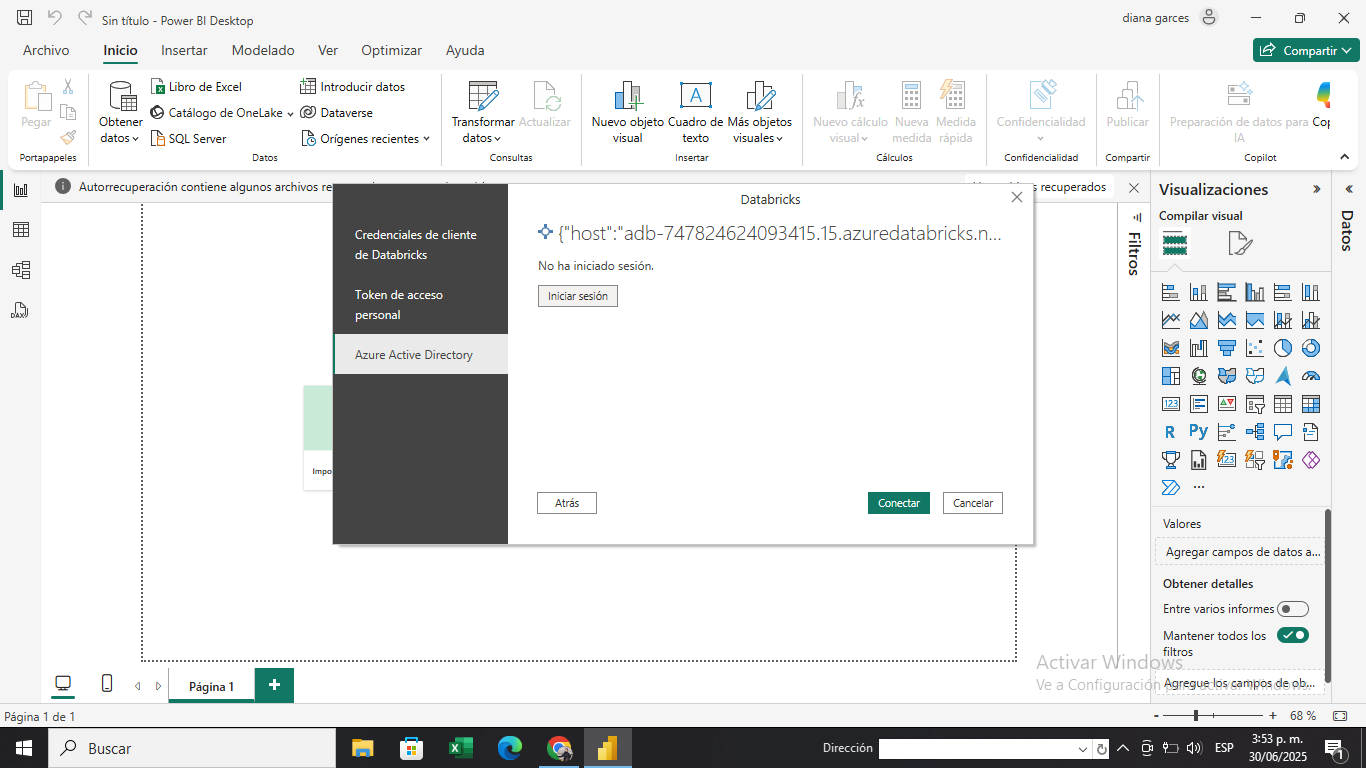 Sin título - Power BI Desktop
diana garces
Archivo
Inicio
Insertar
Modelado
Ver
Optimizar
Ayuda
Compartir
Pegar
Portapapeles
Obtener
datos
Libro de Excel
Catálogo de OneLake
SQL Server
Introducir datos
Dataverse
Orígenes recientes
Datos
Transformar
datos
Actualizar
Consultas
Nuevo objeto
visual
Cuadro de
texto
Más objetos
visuales
Insertar
Nuevo cálculo
visual
Nueva
medida
Medida
rápida
Cálculos
Confidencialidad
Confidencialidad
Publicar
Compartir
Preparación de datos para
IA
Cop
Copilot
Autorrecuperación contiene algunos archivos re
s recuperados
Databricks
Credenciales de cliente
de Databricks
Token de acceso
personal
Azure Active Directory
{"host":"adb-747824624093415.15.azuredatabricks.n...
No ha iniciado sesión.
Iniciar sesión
Atrás
Conectar
Cancelar
Impo
Filtros
Visualizaciones
Compilar visual
Datos
DAX
123
R
Py
123
Valores
Agregar campos de datos a...
Obtener detalles
Entre varios informes
Mantener todos los
filtros
Agregue los campos de ob...
Activar Windows
Ve a Configuración para activar Windows.
Página 1
Página 1 de 1
68 %
Buscar
Dirección
ESP
3:53 p. m.
30/06/2025
1